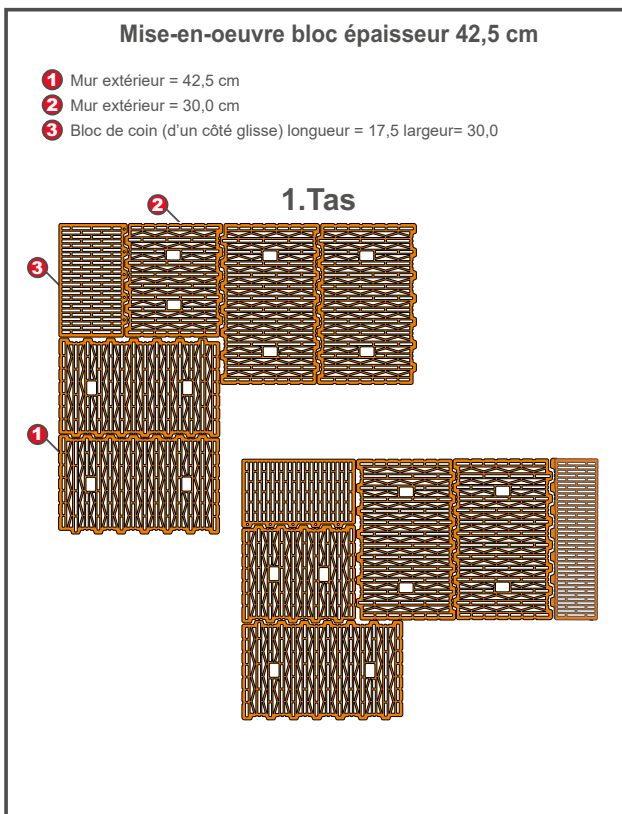 Mise-en-oeuvre bloc épaisseur 42,5 cm
1 Mur extérieur = 42,5 cm
2 Mur extérieur = 30,0 cm
3 Bloc de coin (d'un côté glisse) longueur = 17,5 largeur= 30,0
1.Tas
2
3
1